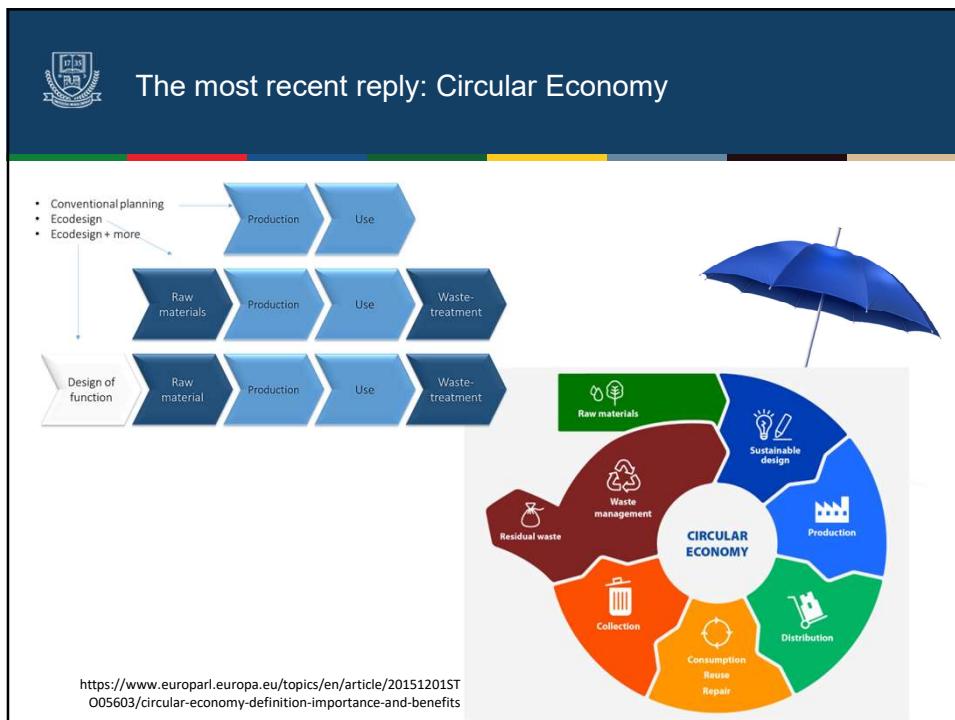 17 35
The most recent reply: Circular Economy
• Conventional planning
• Ecodesign
• Ecodesign + more
Production
Use
Raw
materials
Production
Use
Waste-
treatment
Design of
function
Raw
material
Production
Use
Waste-
treatment
Raw materials
Sustainable
design
Production
Distribution
Consumption
Reuse
Repair
Collection
Waste
management
Residual waste
CIRCULAR
ECONOMY
https://www.europarl.europa.eu/topics/en/article/20151201ST
O05603/circular-economy-definition-importance-and-benefits